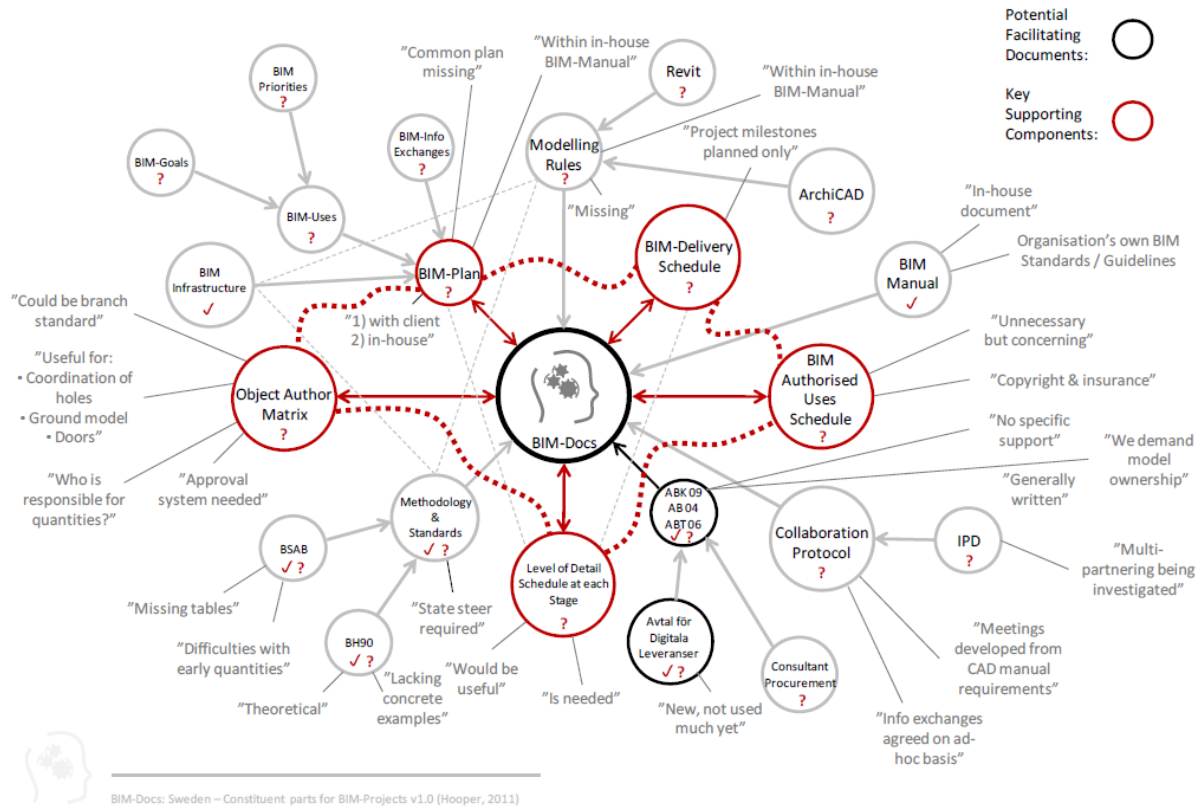 Potential
Facilitating
Documents:
Key
Supporting
Components:
"Common plan
missing"
"Within in-house
BIM-Manual"
Revit
?
"Within in-house
BIM-Manual"
BIM
Priorities
?
BIM-Info
Exchanges
?
Modelling
Rules
?
"Project milestones
planned only"
BIM-Goals
?
ArchiCAD
?
"In-house
document"
BIM-Uses
?
"Missing"
BIM-Delivery
Schedule
?
Organisation's own BIM
Standards / Guidelines
BIM
Infrastructure
✓
BIM-Plan
?
BIM
Manual
✓
"Could be branch
standard"
"1) with client
2) in-house"
"Unnecessary
but concerning"
"Useful for:
• Coordination of
holes
• Ground model
• Doors"
Object Author
Matrix
?
BIM-Docs
BIM
Authorised
Uses
Schedule
?
"Copyright & insurance"
"No specific
support"
"We demand
model
ownership"
"Who is
responsible for
quantities?"
"Approval
system needed"
"Generally
written"
Methodology
&
Standards
✓ ?
ABK 09
AB 04
ABT 06
✓ ?
Collaboration
Protocol
?
IPD
?
BSAB
✓ ?
Level of Detail
Schedule at each
Stage
?
"Multi-
partnering being
investigated"
"Missing tables"
"State steer
required"
"Difficulties with
early quantities"
BH90
✓ ?
Avtal för
Digitala
Leveranser
✓ ?
Consultant
Procurement
?
"Meetings
developed from
CAD manual
requirements"
"Would be
useful"
"Lacking
concrete
examples"
"Is needed"
"Theoretical"
"New, not used
much yet"
"Info exchanges
agreed on ad-
hoc basis"
BIM-Docs: Sweden – Constituent parts for BIM-Projects v1.0 (Hooper, 2011)